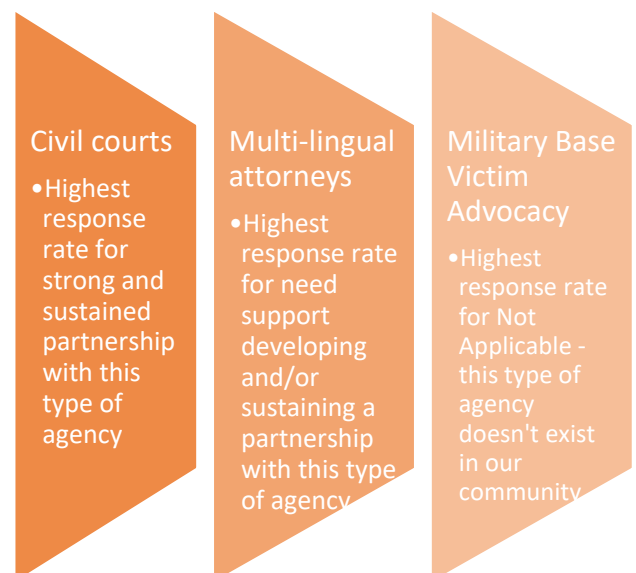 Civil courts
•Highest
response
rate for
strong and
sustained
partnership
with this
type of
agency
Multi-lingual
attorneys
•Highest
response rate
for need
support
developing
and/or
sustaining a
partnership
with this type
of agency
Military Base
Victim
Advocacy
•Highest
response rate
for Not
Applicable -
this type of
agency
doesn't exist
in our
community